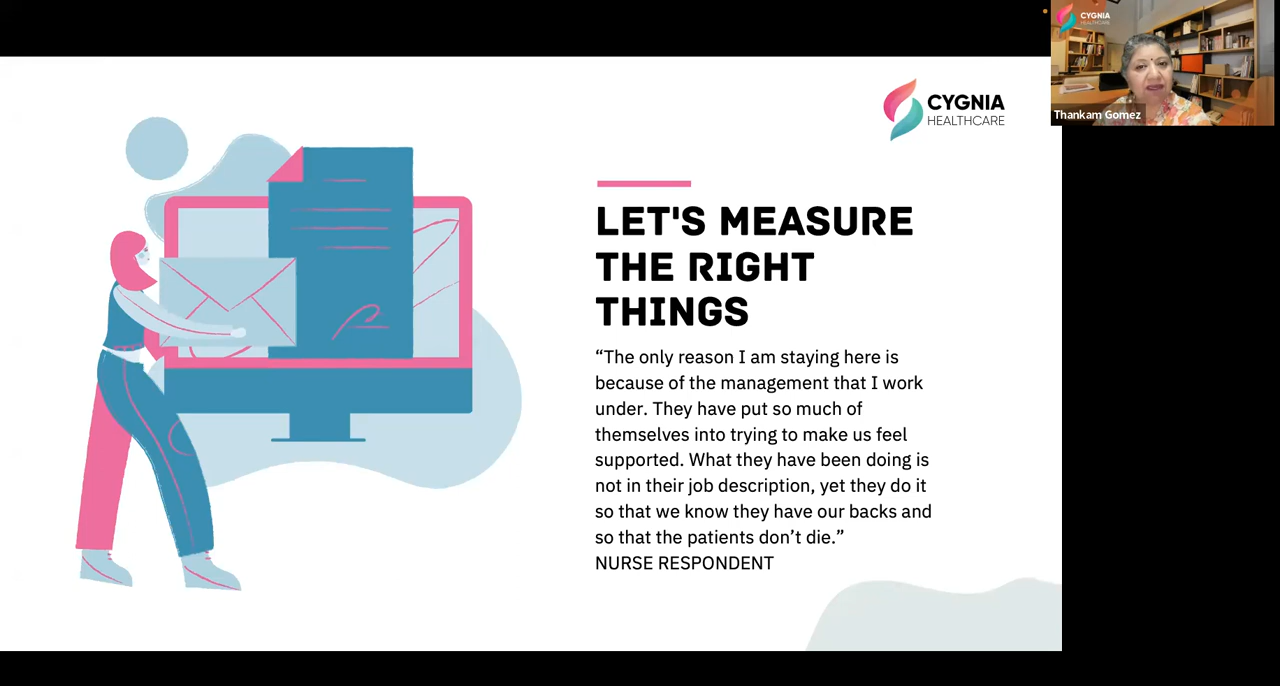 CYGNIA
HEALTHCARE
Thankam Gomez
CYGNIA
HEALTHCARE
LET'S MEASURE
THE RIGHT
THINGS
“The only reason I am staying here is
because of the management that I work
under. They have put so much of
themselves into trying to make us feel
supported. What they have been doing is
not in their job description, yet they do it
so that we know they have our backs and
so that the patients don’t die.”
NURSE RESPONDENT